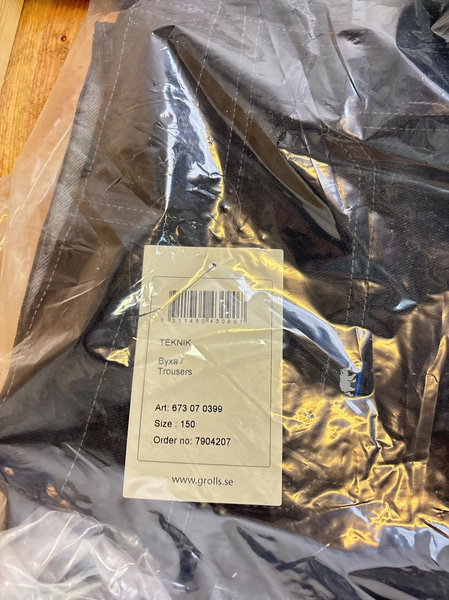 TEKNIK
Byxa /
Trousers
Art: 673 07 0399
Size : 150
Order no: 7904207
www.grolls.se